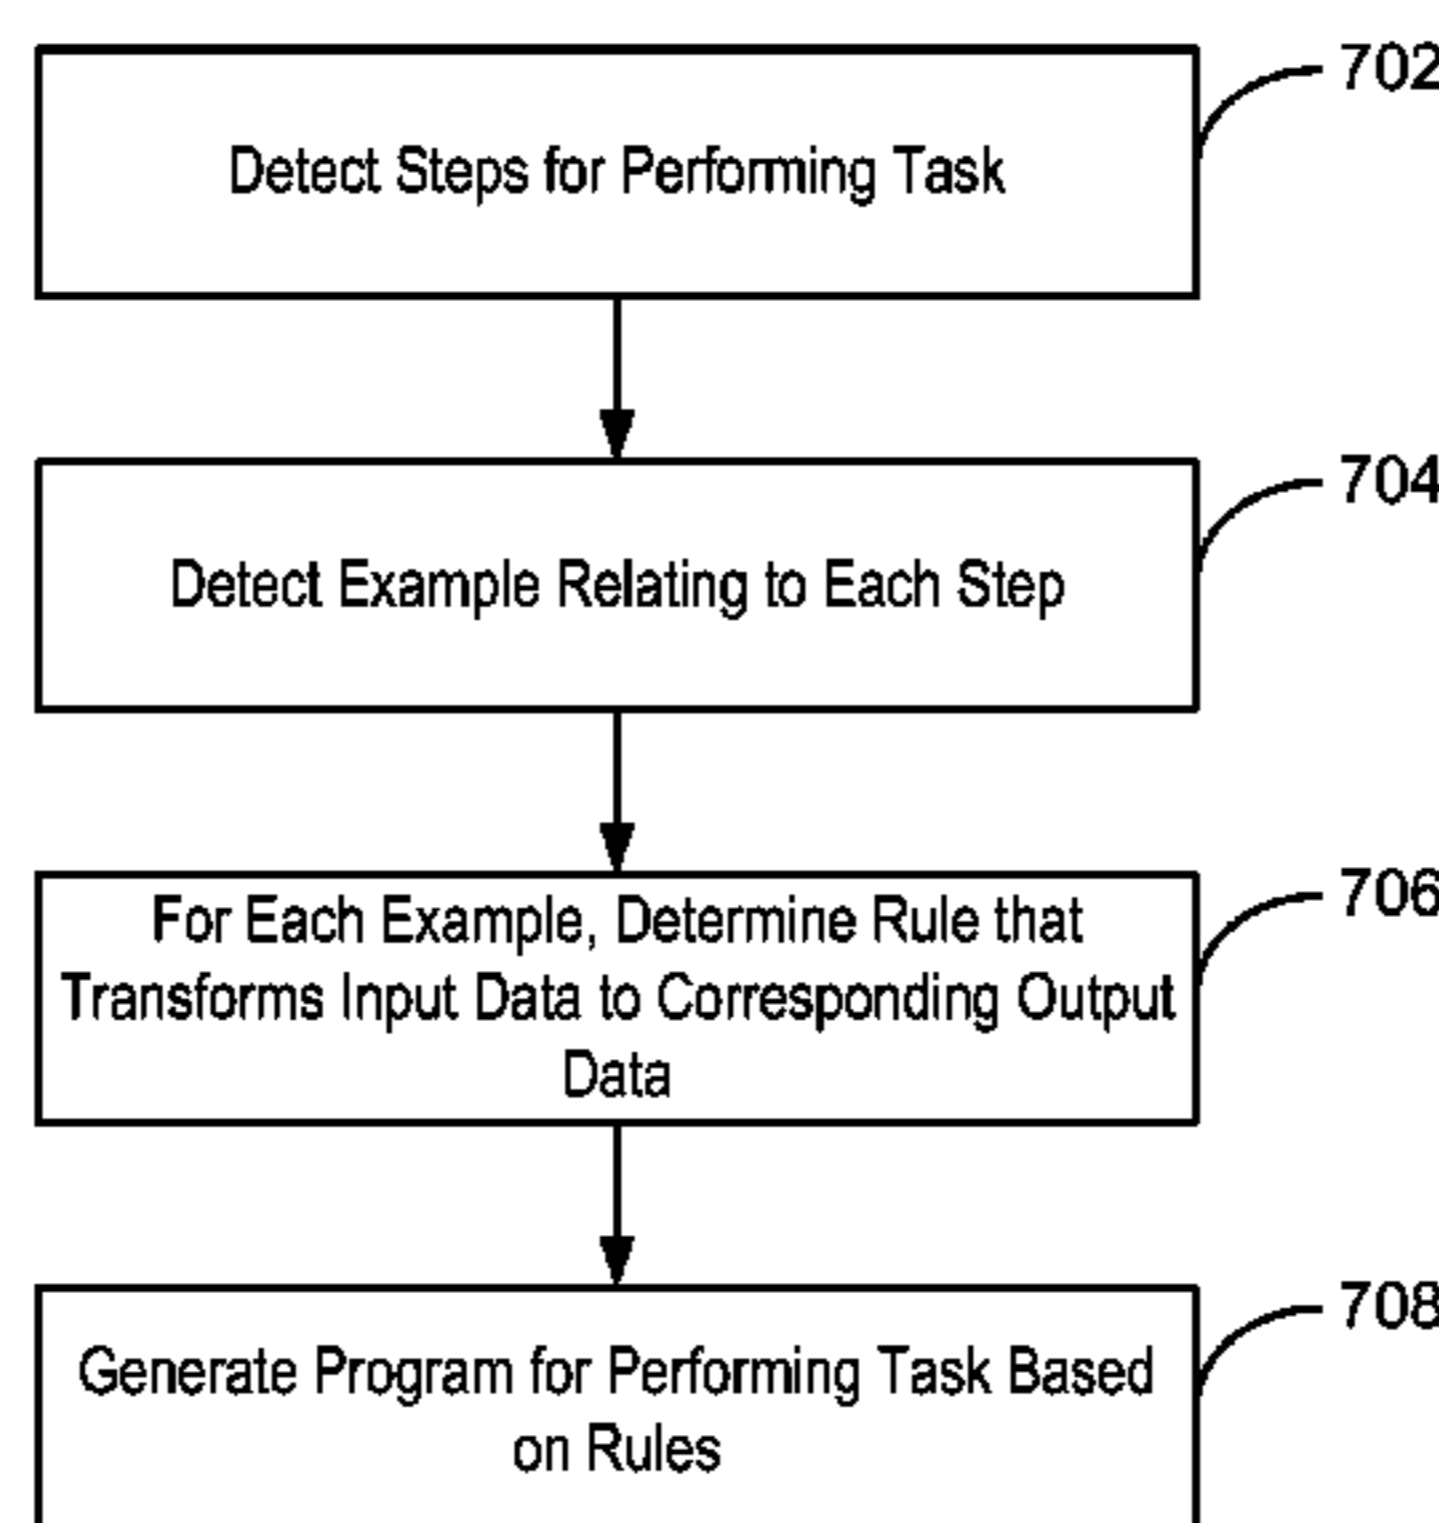 702
Detect Steps for Performing Task
704
Detect Example Relating to Each Step
706
For Each Example, Determine Rule that
Transforms Input Data to Corresponding Output
Data
708
Generate Program for Performing Task Based
on Rules